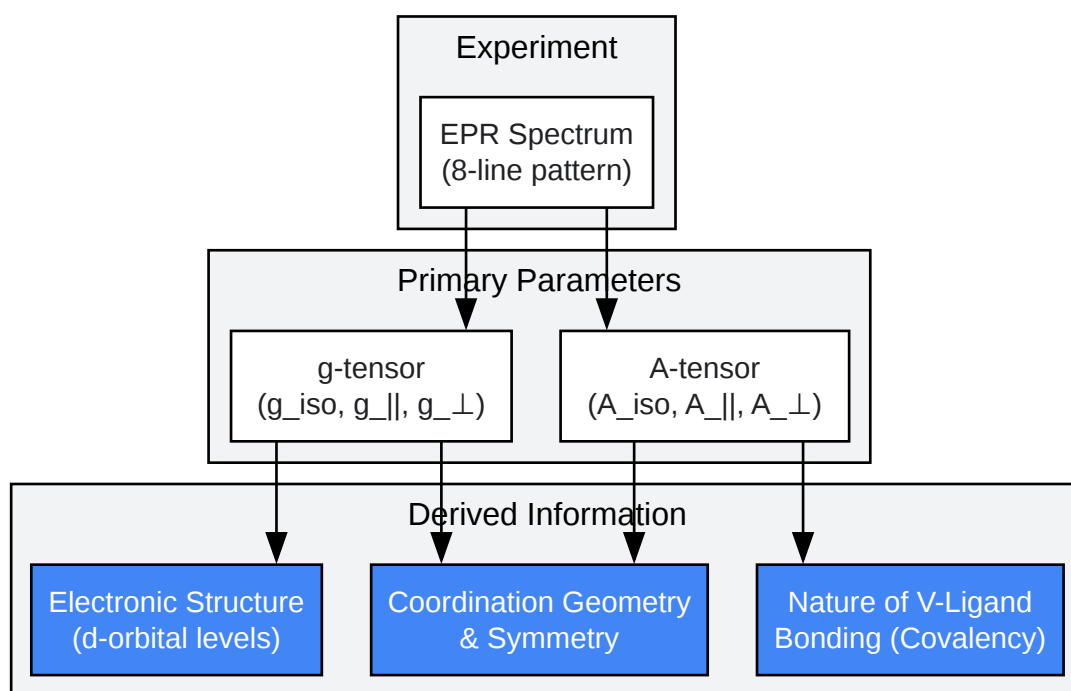 Experiment
EPR Spectrum
(8-line pattern)
Primary Parameters
g-tensor
(g_iso, g_||, g_⊥)
A-tensor
(A_iso, A_||, A_⊥)
Derived Information
Electronic Structure
(d-orbital levels)
Coordination Geometry
& Symmetry
Nature of V-Ligand
Bonding (Covalency)